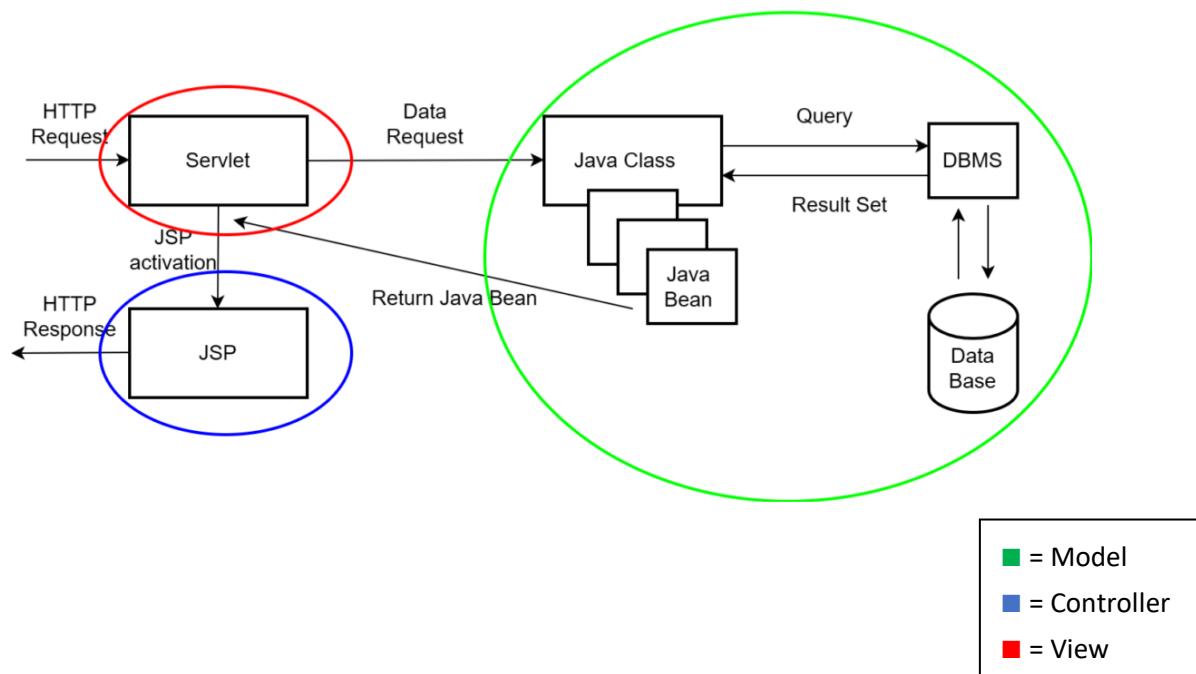 HTTP
Request
Servlet
Data
Request
Java Class
Query
DBMS
Result Set
JSP
activation
Return Java Bean
Java
Bean
HTTP
Response
JSP
Data
Base
= Model
= Controller
= View